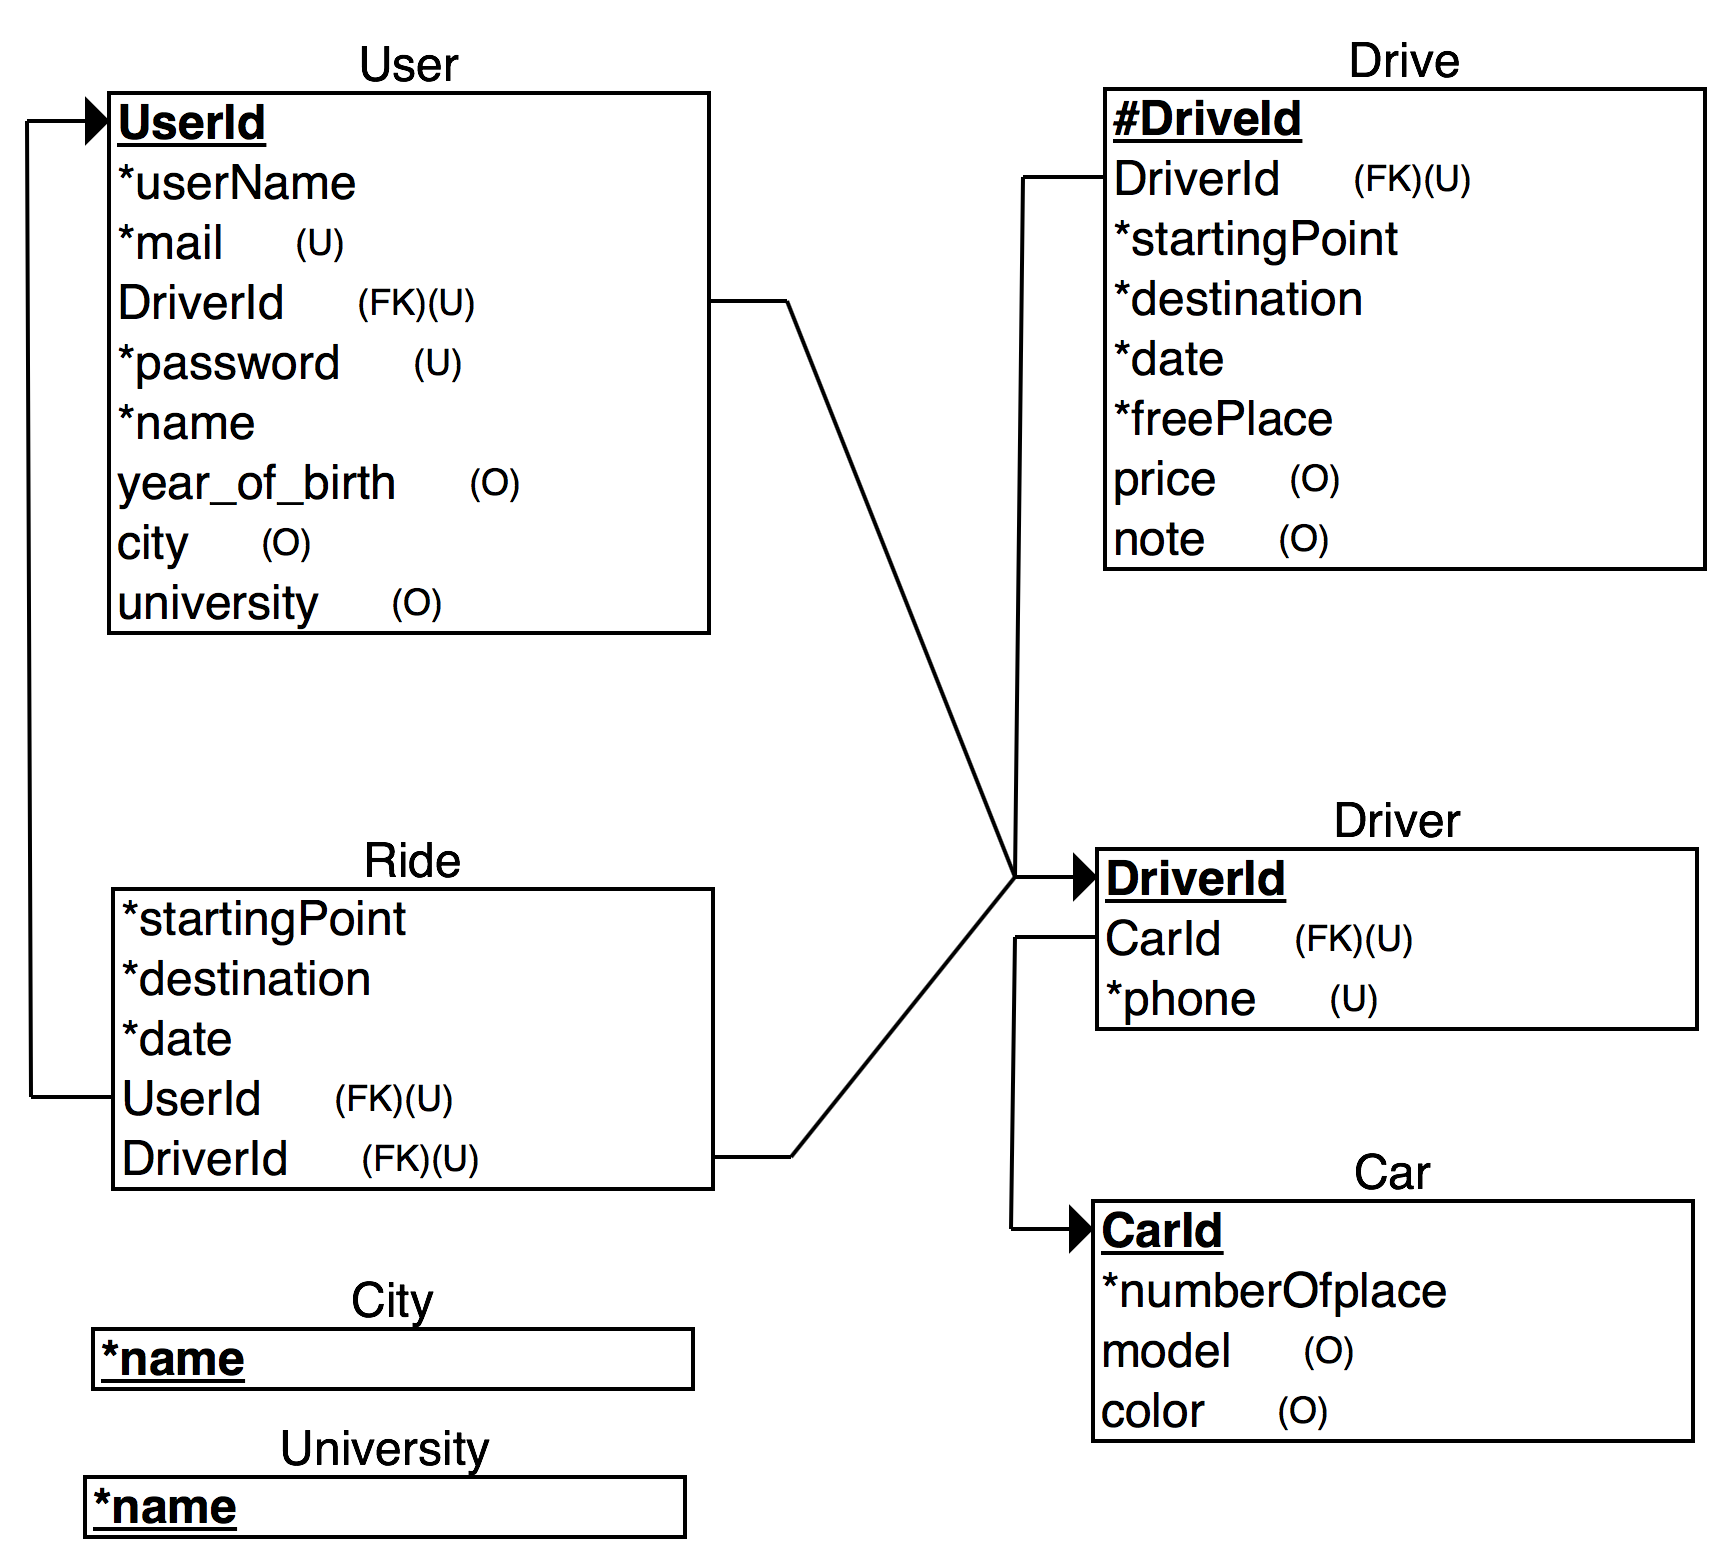 User
UserId
*userName
*mail (U)
DriverId (FK)(U)
*password (U)
*name
year_of_birth (O)
city (O)
university (O)
Drive
#DriveId
DriverId (FK)(U)
*startingPoint
*destination
*date
*freePlace
price (O)
note (O)
Ride
*startingPoint
*destination
*date
UserId (FK)(U)
DriverId (FK)(U)
Driver
DriverId
CarId (FK)(U)
*phone (U)
Car
CarId
*numberOfplace
model (O)
color (O)
City
*name
University
*name